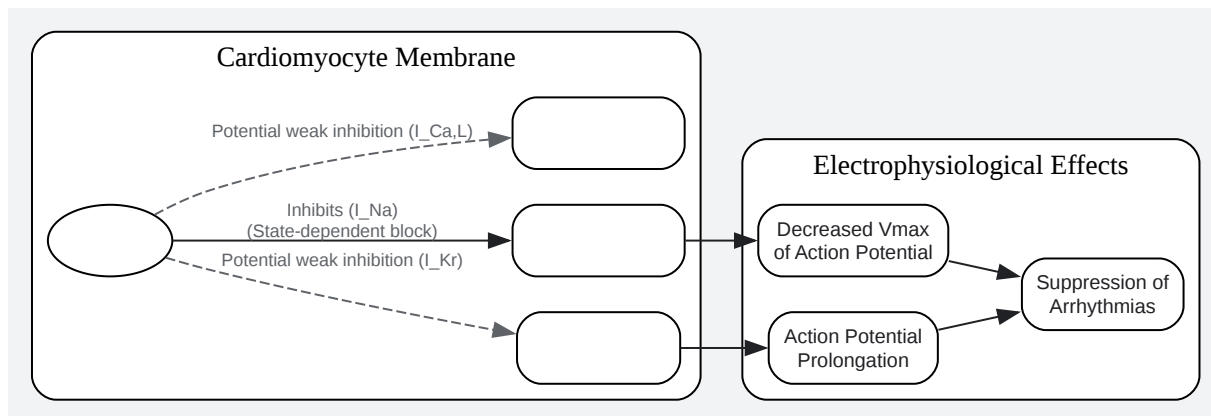 Cardiomyocyte Membrane
Potential weak inhibition (I_Ca,L)
Inhibits (I_Na)
(State-dependent block)
Potential weak inhibition (I_Kr)
Electrophysiological Effects
Decreased Vmax
of Action Potential
Action Potential
Prolongation
Suppression of
Arrhythmias